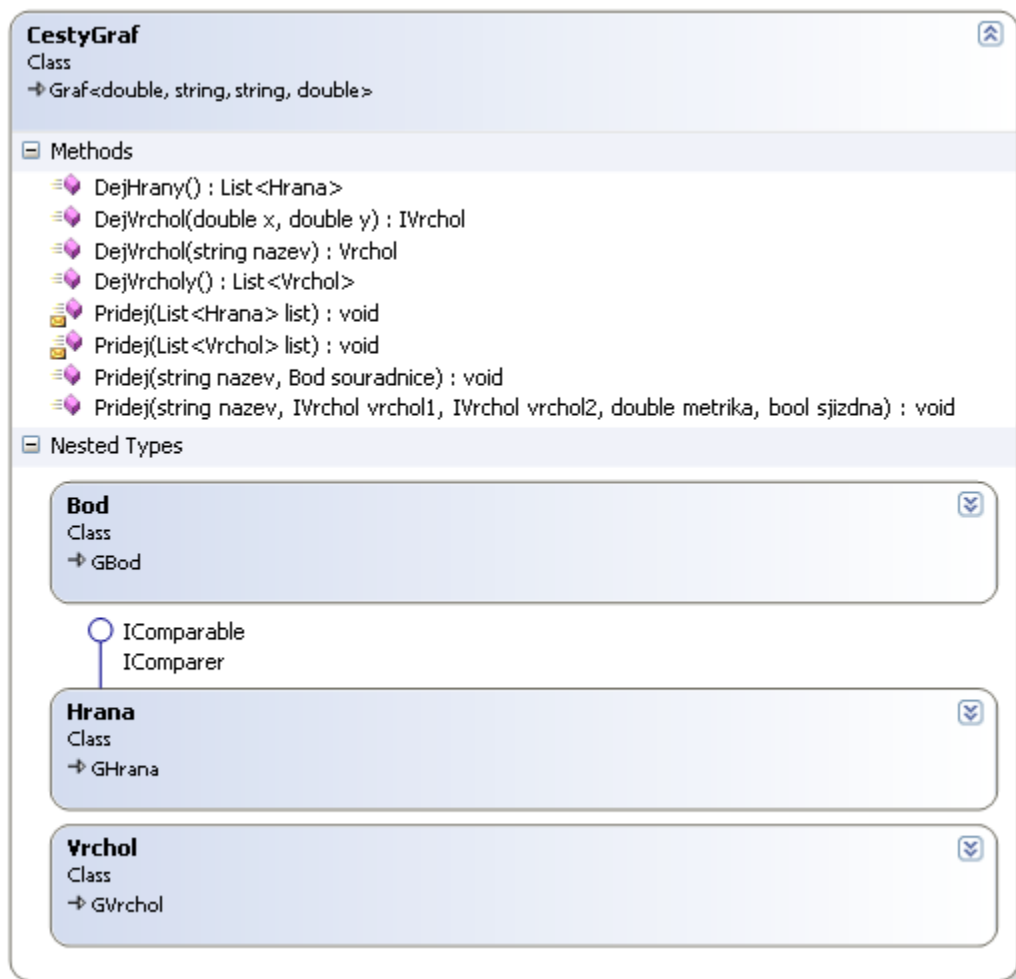 CestyGraf
Class
Graf<double, string, string, double>
Methods
DejHrany() : List<Hrana>
DejVrchol(double x, double y) : IVrchol
DejVrchol(string nazev) : Vrchol
DejVrcholy() : List<Vrchol>
Pridej(List<Hrana> list) : void
Pridej(List<Vrchol> list) : void
Pridej(string nazev, Bod souradnice) : void
Pridej(string nazev, IVrchol vrchol1, IVrchol vrchol2, double metrika, bool sjizdna) : void
Nested Types
Bod
Class
GBod
IComparable
IComparer
Hrana
Class
GHrana
Vrchol
Class
GVrchol